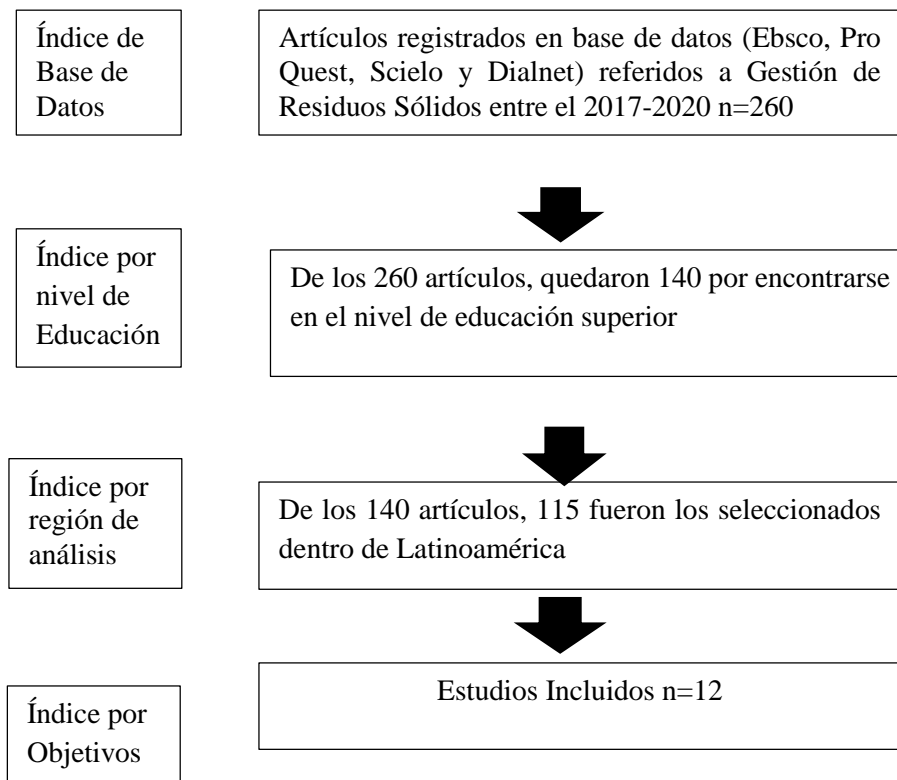 Índice de
Base de
Datos
Artículos registrados en base de datos (Ebsco, Pro
Quest, Scielo y Dialnet) referidos a Gestión de
Residuos Sólidos entre el 2017-2020 n=260
Índice por
nivel de
Educación
De los 260 artículos, quedaron 140 por encontrarse
en el nivel de educación superior
Índice por
región de
análisis
De los 140 artículos, 115 fueron los seleccionados
dentro de Latinoamérica
Índice por
Objetivos
Estudios Incluidos n=12